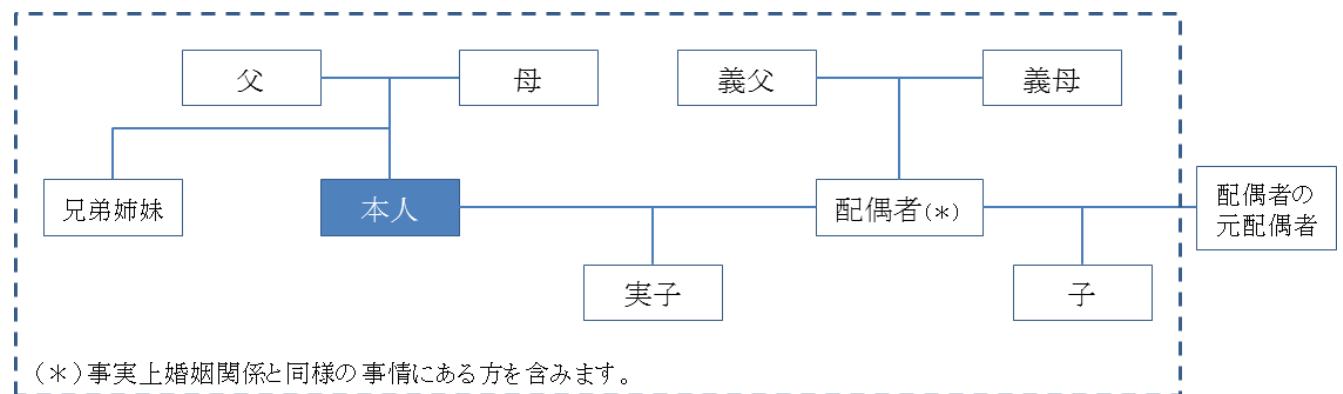 父
母
義父
義母
兄弟姉妹
本人
配偶者(*)
配偶者の
元配偶者
実子
子
(*)事実上婚姻関係と同様の事情にある方を含みます。